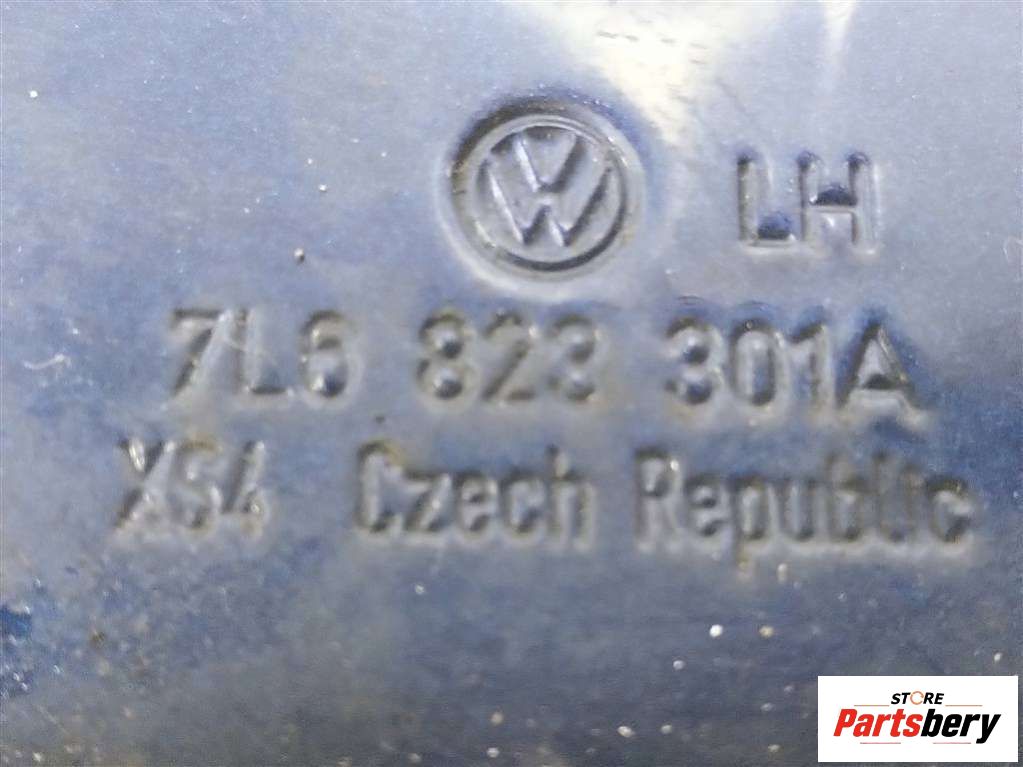 LH
7L6 823 301A
XS4 Czech Republic
STORE
Partsbery